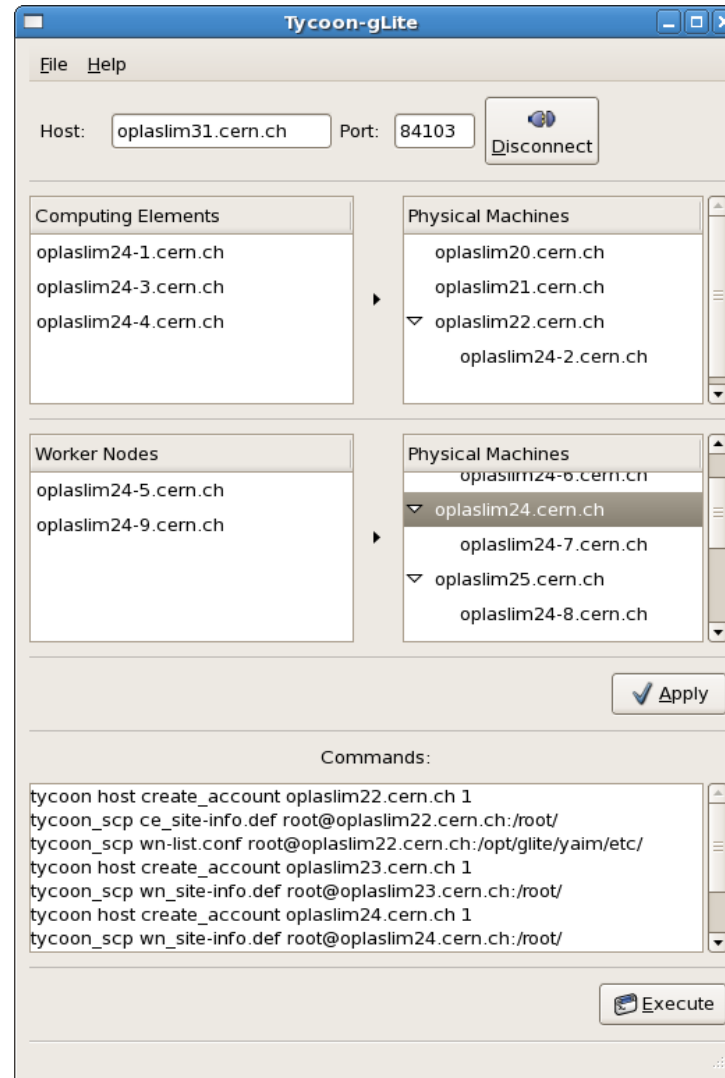 Tycoon-gLite
File Help
Host: oplaslim31.cern.ch Port: 84103 Disconnect
Computing Elements
oplaslim24-1.cern.ch
oplaslim24-3.cern.ch
oplaslim24-4.cern.ch
Physical Machines
oplaslim20.cern.ch
oplaslim21.cern.ch
oplaslim22.cern.ch
oplaslim24-2.cern.ch
Worker Nodes
oplaslim24-5.cern.ch
oplaslim24-9.cern.ch
Physical Machines
oplaslim24-6.cern.ch
oplaslim24.cern.ch
oplaslim24-7.cern.ch
oplaslim25.cern.ch
oplaslim24-8.cern.ch
Apply
Commands:
tycoon host create_account oplaslim22.cern.ch 1
tycoon_scp ce_site-info.def root@oplaslim22.cern.ch:/root/
tycoon_scp wn-list.conf root@oplaslim22.cern.ch:/opt/glite/yaim/etc/
tycoon host create_account oplaslim23.cern.ch 1
tycoon_scp wn_site-info.def root@oplaslim23.cern.ch:/root/
tycoon host create_account oplaslim24.cern.ch 1
tycoon_scp wn_site-info.def root@oplaslim24.cern.ch:/root/
Execute